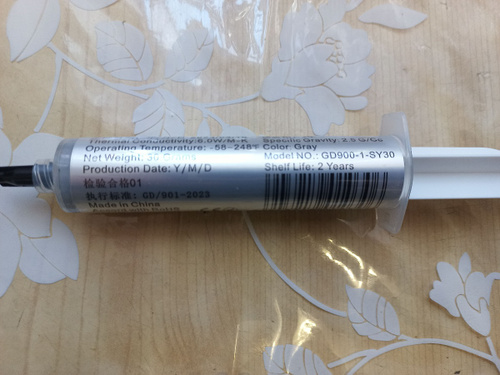 Thermal Conductivity:6.0W/M-K Specific Gravity: 2.5 G/Cc
Operating Temperature: -58-248℉ Color: Gray
Net Weight: 30 Grams Model NO.: GD900-1-SY30
Production Date: Y/M/D Shelf Life: 2 Years
检验合格01
执行标准: GD/901-2023
Made in China